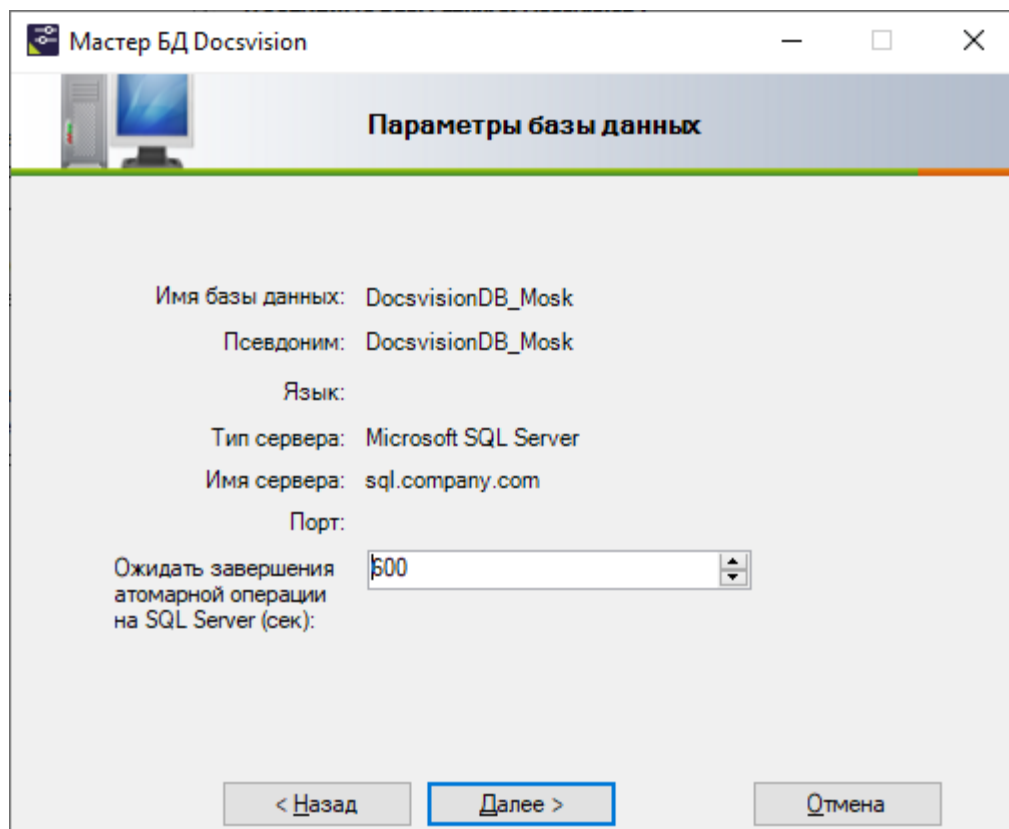 Мастер БД Docsvision
Параметры базы данных
Имя базы данных: DocsvisionDB_Mosk
Псевдоним: DocsvisionDB_Mosk
Язык:
Тип сервера: Microsoft SQL Server
Имя сервера: sql.company.com
Порт:
Ожидать завершения 600
атомарной операции
на SQL Server (сек):
< Назад Далее > Отмена